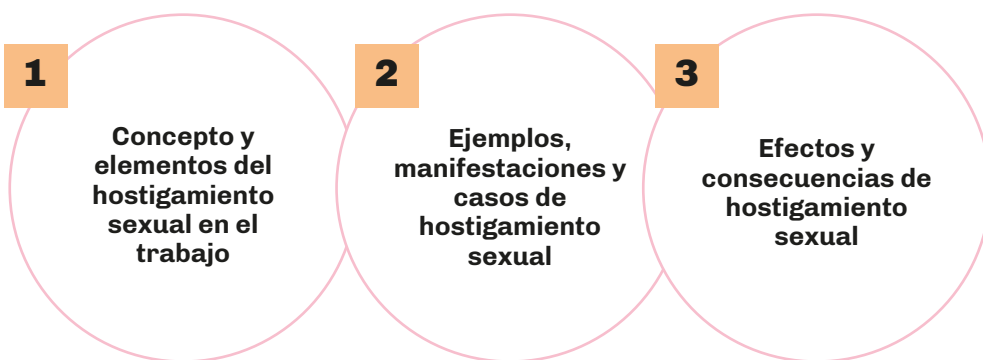 1
Concepto y
elementos del
hostigamiento
sexual en el
trabajo
2
Ejemplos,
manifestaciones y
casos de
hostigamiento
sexual
3
Efectos y
consecuencias de
hostigamiento
sexual